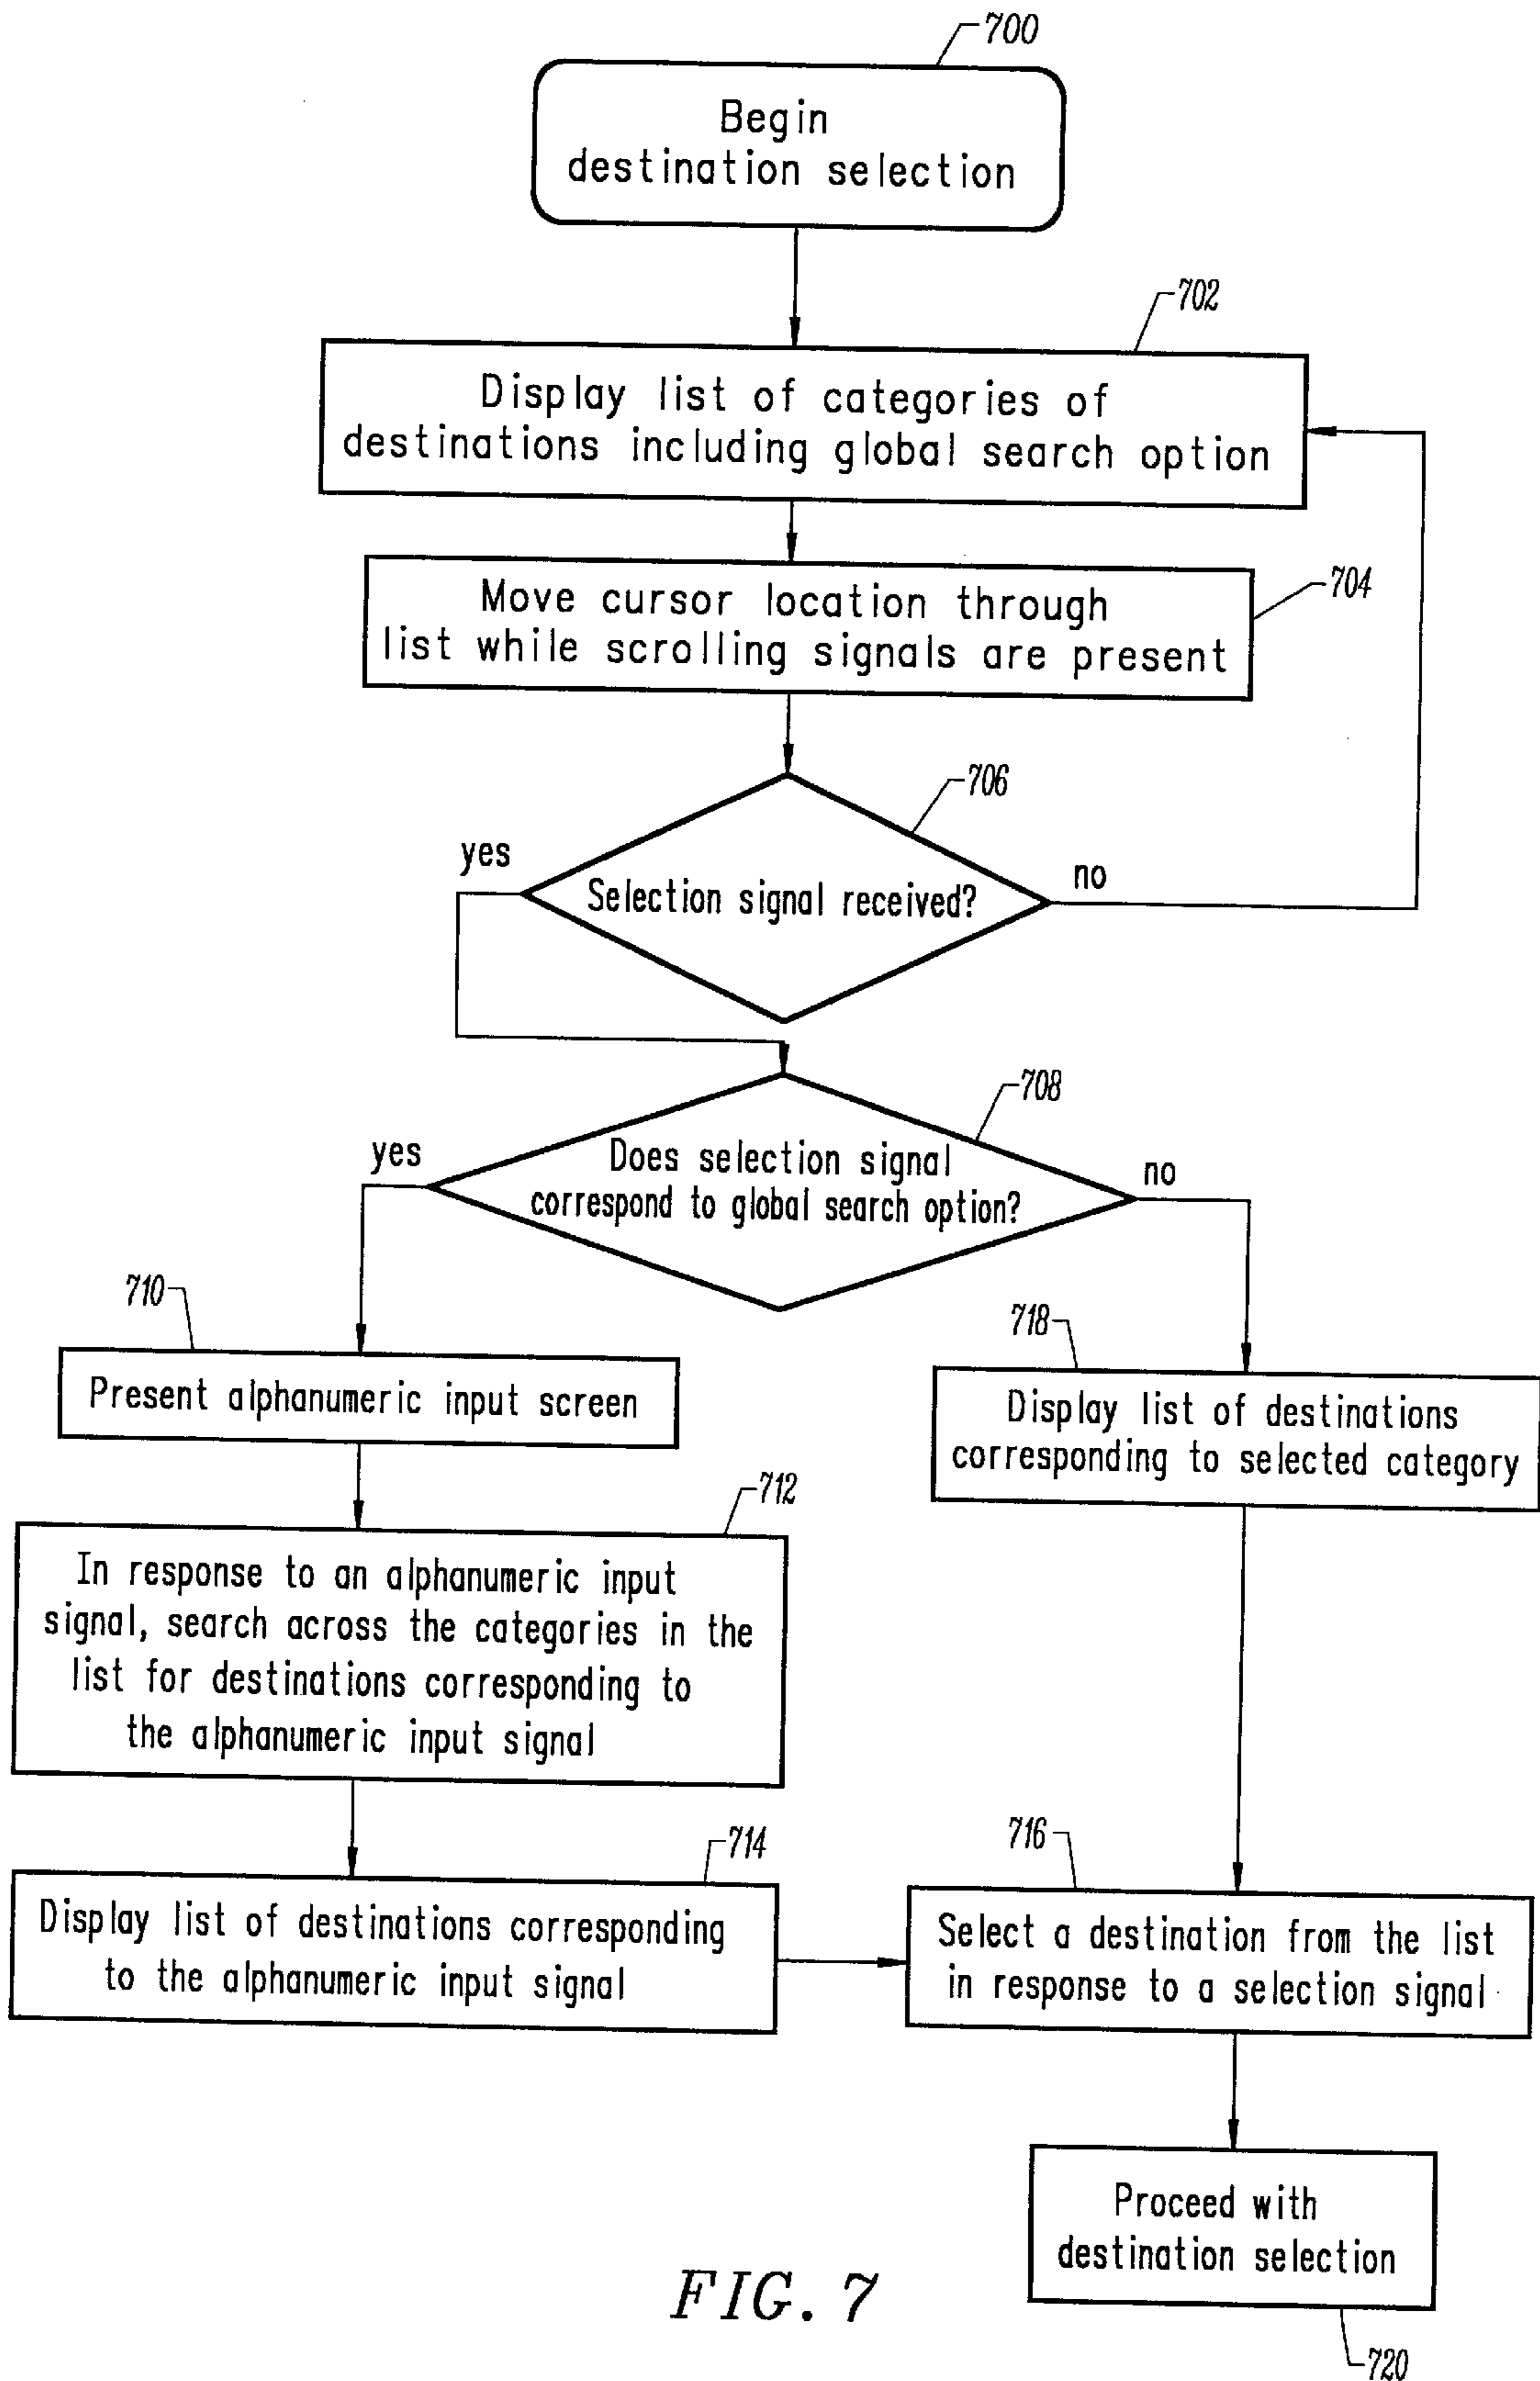 700
Begin
destination selection
702
Display list of categories of
destinations including global search option
704
Move cursor location through
list while scrolling signals are present
706
yes
Selection signal received?
no
708
yes
Does selection signal
correspond to global search option?
no
710
Present alphanumeric input screen
718
Display list of destinations
corresponding to selected category
712
In response to an alphanumeric input
signal, search across the categories in the
list for destinations corresponding to
the alphanumeric input signal
714
Display list of destinations corresponding
to the alphanumeric input signal
716
Select a destination from the list
in response to a selection signal
Proceed with
destination selection
720
FIG. 7